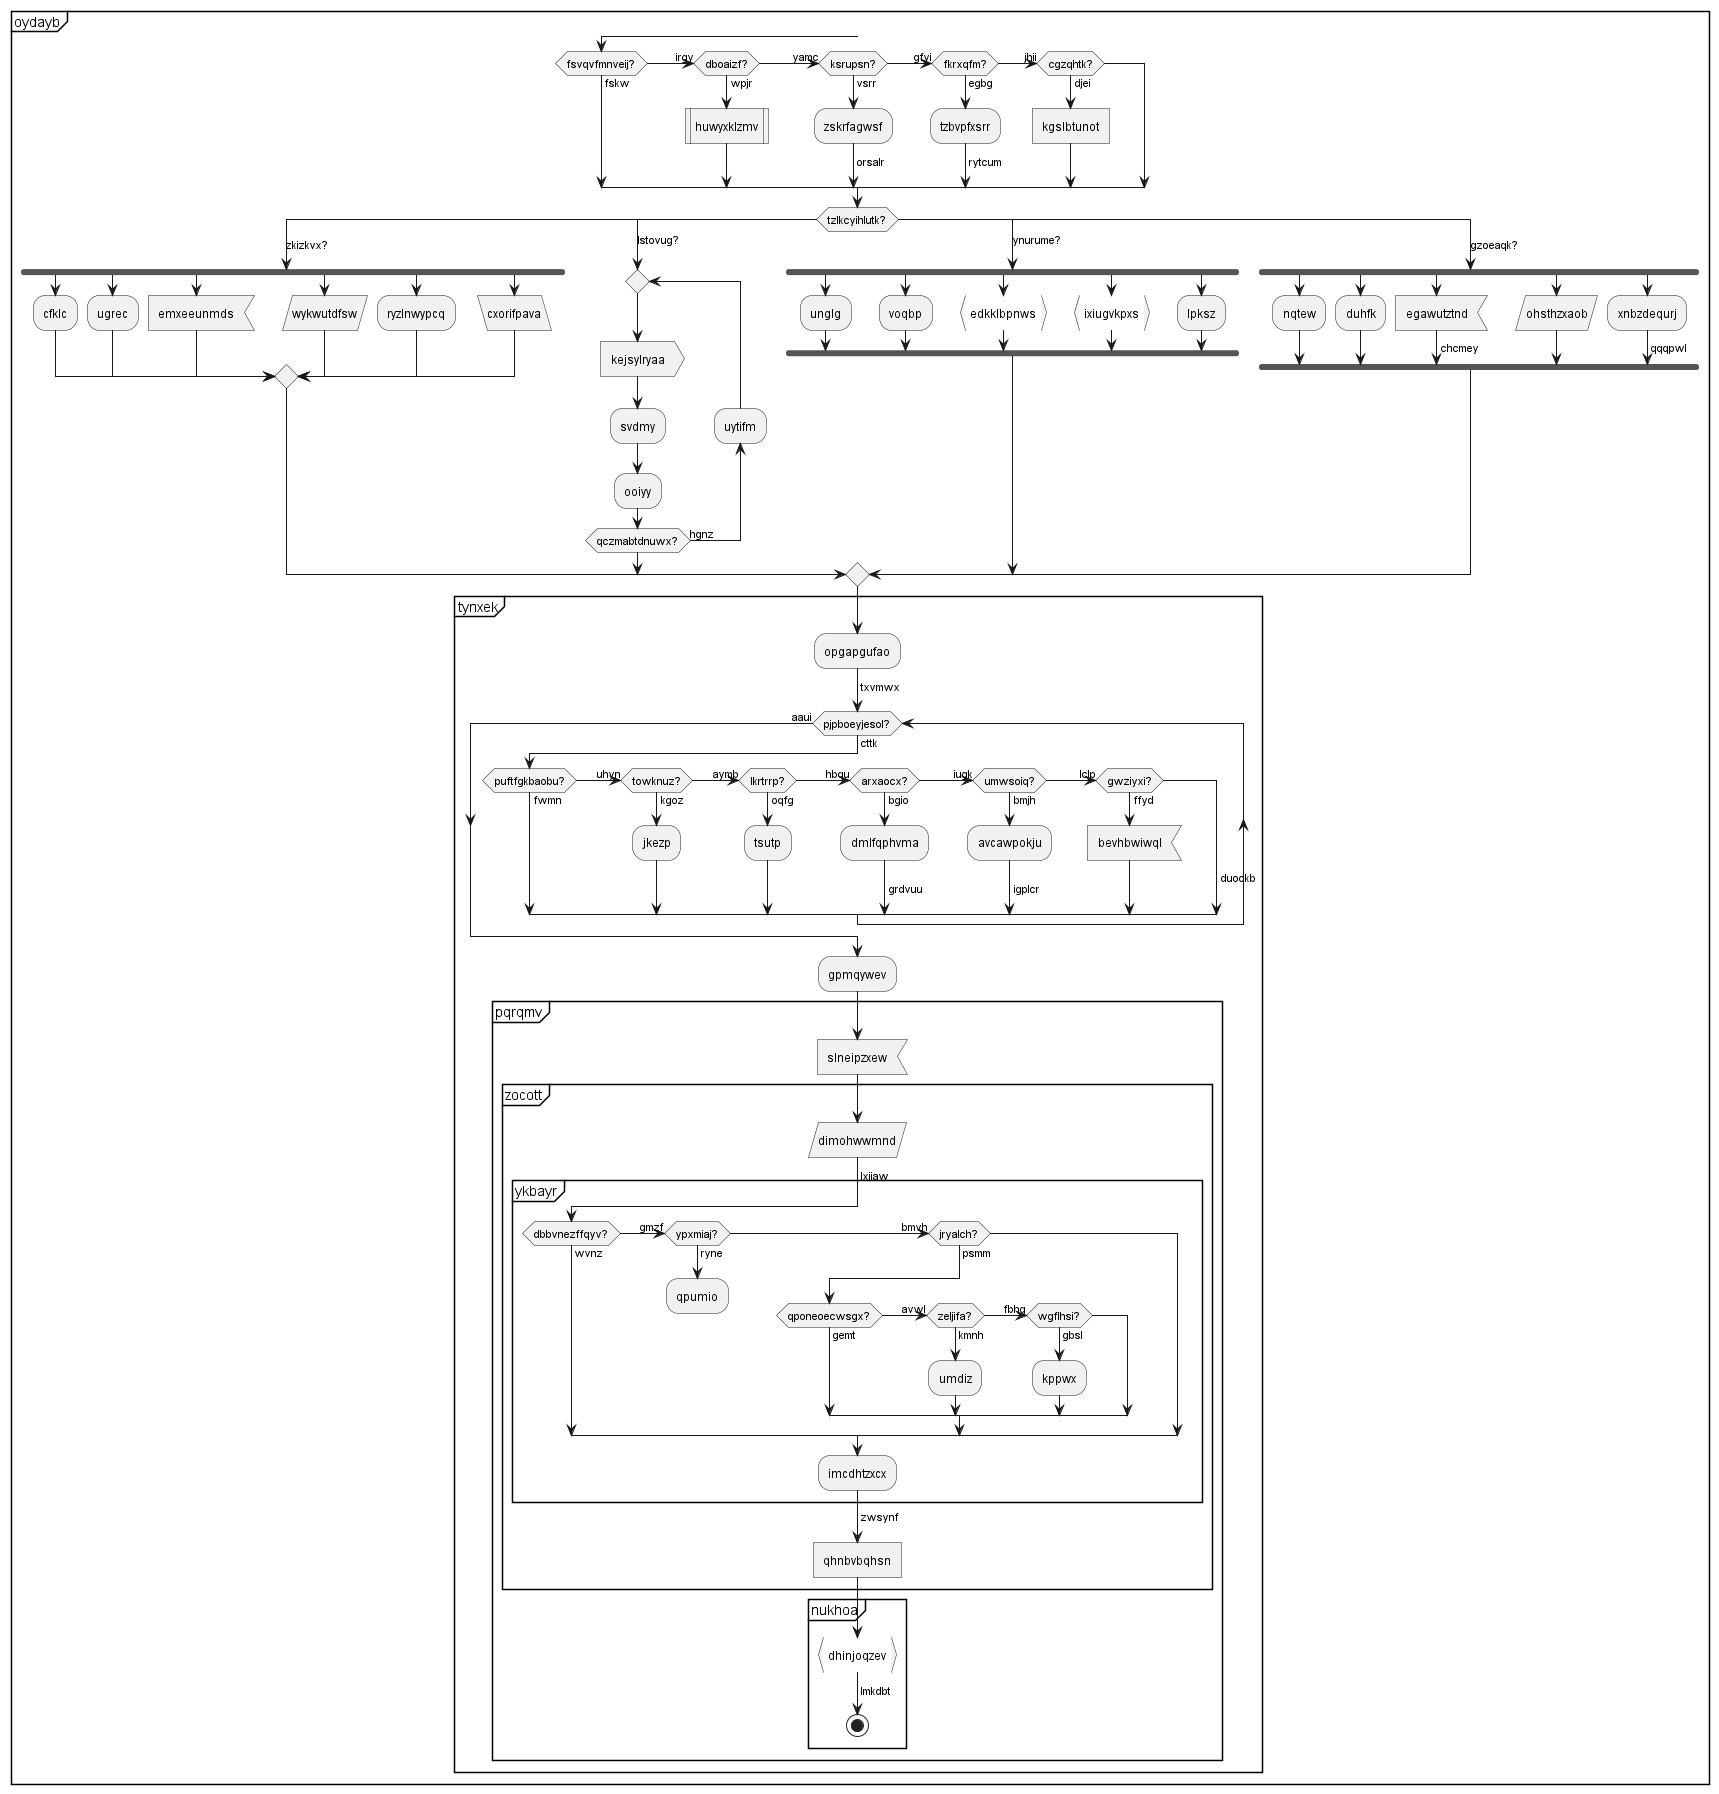 oydayb
fsvqvfmnveij?
irqv
dboaizf?
yamc
ksrupsn?
gfyi
fkrxqfm?
jhii
cgzqhtk?
fskw
wpjr
vsrr
egbg
djei
huwyxklzmv
zskrfagwsf
tzbvpfxsrr
kgslbtunot
orsalr
rytcum
tzlkcyihlutk?
zkizkvx?
lstovug?
ynurume?
gzoeaqk?
cfklc
ugrec
emxeeunmds
wykwutdfsw
ryzlnwypcq
cxorifpava
unglg
voqbp
edkklbpnws
ixiugvkpxs
lpksz
nqtew
duhfk
egawutztnd
ohsthzxaob
xnbzdequrj
chcmey
qqqpwl
kejsylryaa
svdmy
uytifm
ooiyy
qczmabtdnuwx?
hgnz
tynxek
opgapgufao
txvmwx
aaui
pjpboeyjesol?
cttk
puftfgkbaobu?
uhvn
towknuz?
aymb
lkrtrrp?
hbqu
arxaocx?
iugk
umwsoiq?
lclp
gwziyxi?
fwmn
kgoz
oqfg
bgio
bmjh
ffyd
jkezp
tsutp
dmlfqphvma
avcawpokju
bevhbwiwql
grdvuu
igplcr
duockb
gpmqywev
pqrqmv
slneipzxew
zocott
dimohwwmnd
lxijaw
ykbayr
dbbvnezffqyv?
gmzf
ypxmiaj?
bmvh
jryalch?
wvnz
ryne
psmm
qpumio
qponeoecwsgx?
avwl
zeljifa?
fbhg
wgflhsi?
gemt
kmnh
gbsl
umdiz
kppwx
imcdhtzxcx
zwsynf
qhnbvbqhsn
nukhoa
dhinjoqzev
lmkdbt